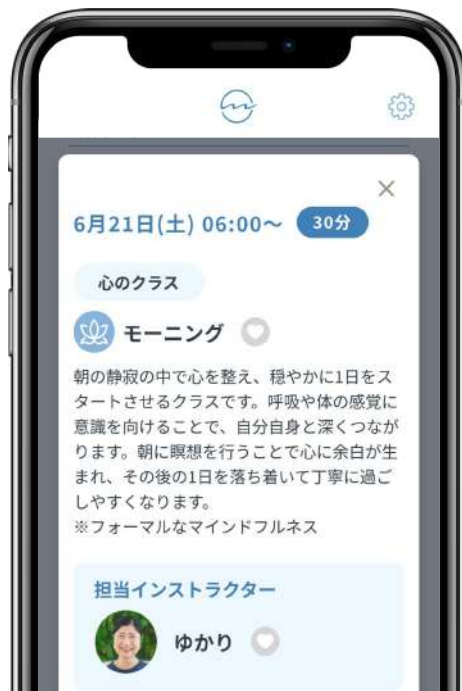 6月21日(土) 06:00〜 30分
心のクラス
モーニング
朝の静寂の中で心を整え、穏やかに1日をス
タートさせるクラスです。呼吸や体の感覚に
意識を向けることで、自分自身と深くつなが
ります。朝に瞑想を行うことで心に余白が生
まれ、その後の1日を落ち着いて丁寧に過ご
しやすくなります。
※フォーマルなマインドフルネス
担当インストラクター
ゆかり